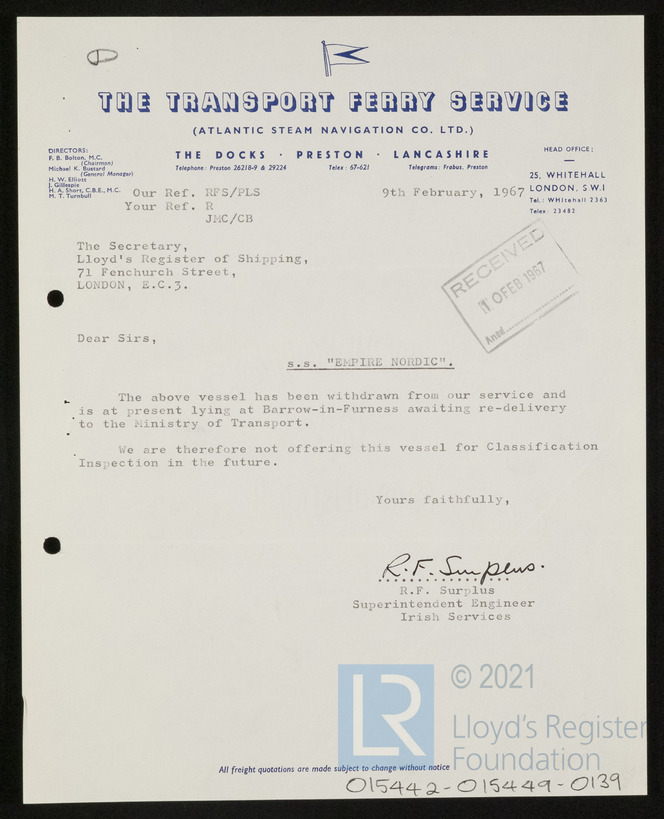 THE TRANSPORT FERRY SERVICE
(ATLANTIC STEAM NAVIGATION CO. LTD.)
DIRECTORS:
F. B. Bolton, M.C.
(Chairman)
Michael K. Bustard
(General Manager)
H. W. Elliott
J. Gillespie
H. A. Short, C.B.E., M.C.
M. T. Turnbull
THE DOCKS · PRESTON · LANCASHIRE
Telephone: Preston 26218-9 & 29224 Telex: 67-621 Telegrams: Frabus, Preston
HEAD OFFICE:
25, WHITEHALL
LONDON, S.W.1
Tel.: WHItehall 2363
Telex: 23482
Our Ref. RFS/PLS
Your Ref. R
JMC/CB
9th February, 1967
The Secretary,
Lloyd's Register of Shipping,
71 Fenchurch Street,
LONDON, E.C.3.
RECEIVED
10 FEB 1967
Ansd.
Dear Sirs,
s.s. "EMPIRE NORDIC".
The above vessel has been withdrawn from our service and
is at present lying at Barrow-in-Furness awaiting re-delivery
to the Ministry of Transport.
We are therefore not offering this vessel for Classification
Inspection in the future.
Yours faithfully,
R.F. Surplus.
R.F. Surplus
Superintendent Engineer
Irish Services
LR
© 2021
Lloyd's Register
Foundation
All freight quotations are made subject to change without notice
015442-015449-0139